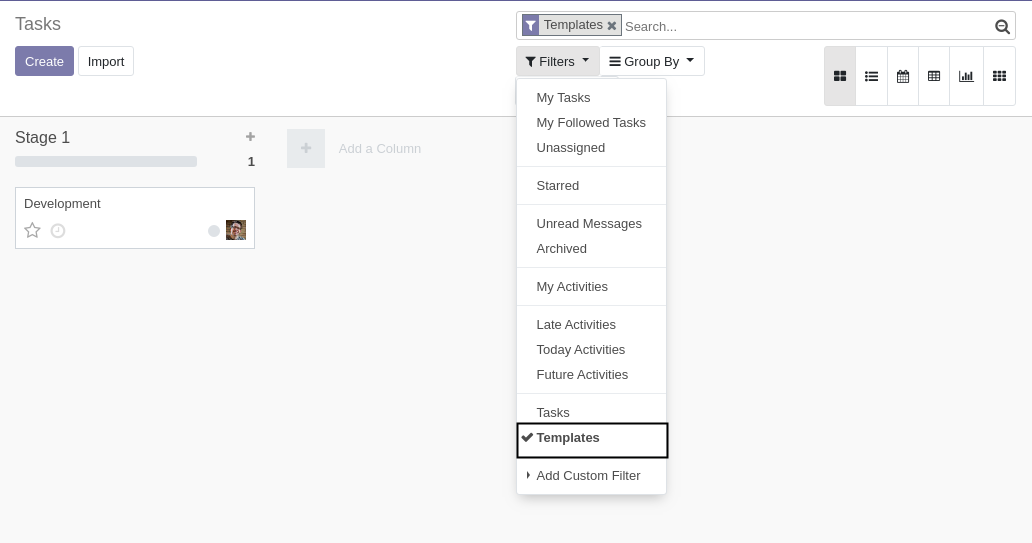 Tasks
Templates
Search...
Create
Import
Filters
Group By
My Tasks
My Followed Tasks
Unassigned
Starred
Unread Messages
Archived
My Activities
Late Activities
Today Activities
Future Activities
Tasks
Templates
Add Custom Filter
Stage 1
1
Add a Column
Development